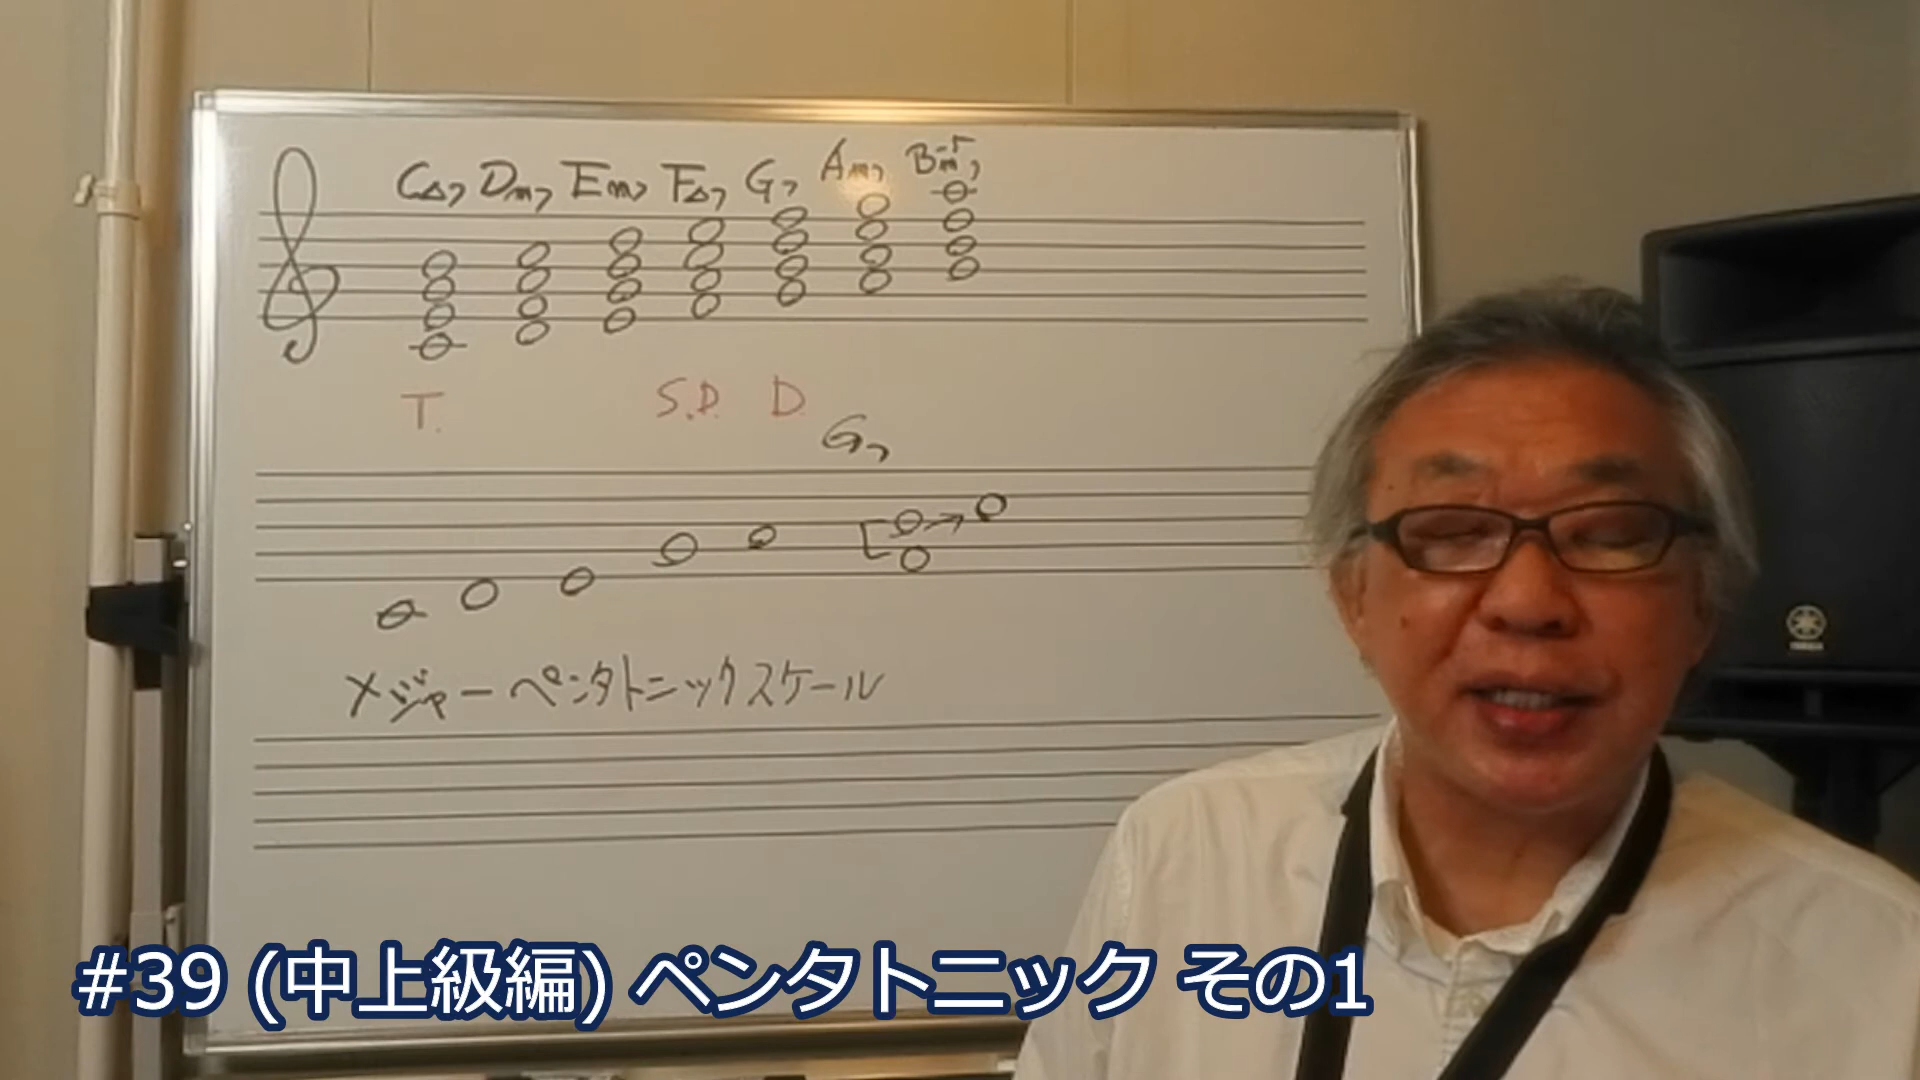 C△7 Dm7 Em7 F△7 G7 Am7 Bm7-5
T. S.D. D.
G7
メジャーペンタトニックスケール
YAMAHA
#39 (中上級編) ペンタトニック その1